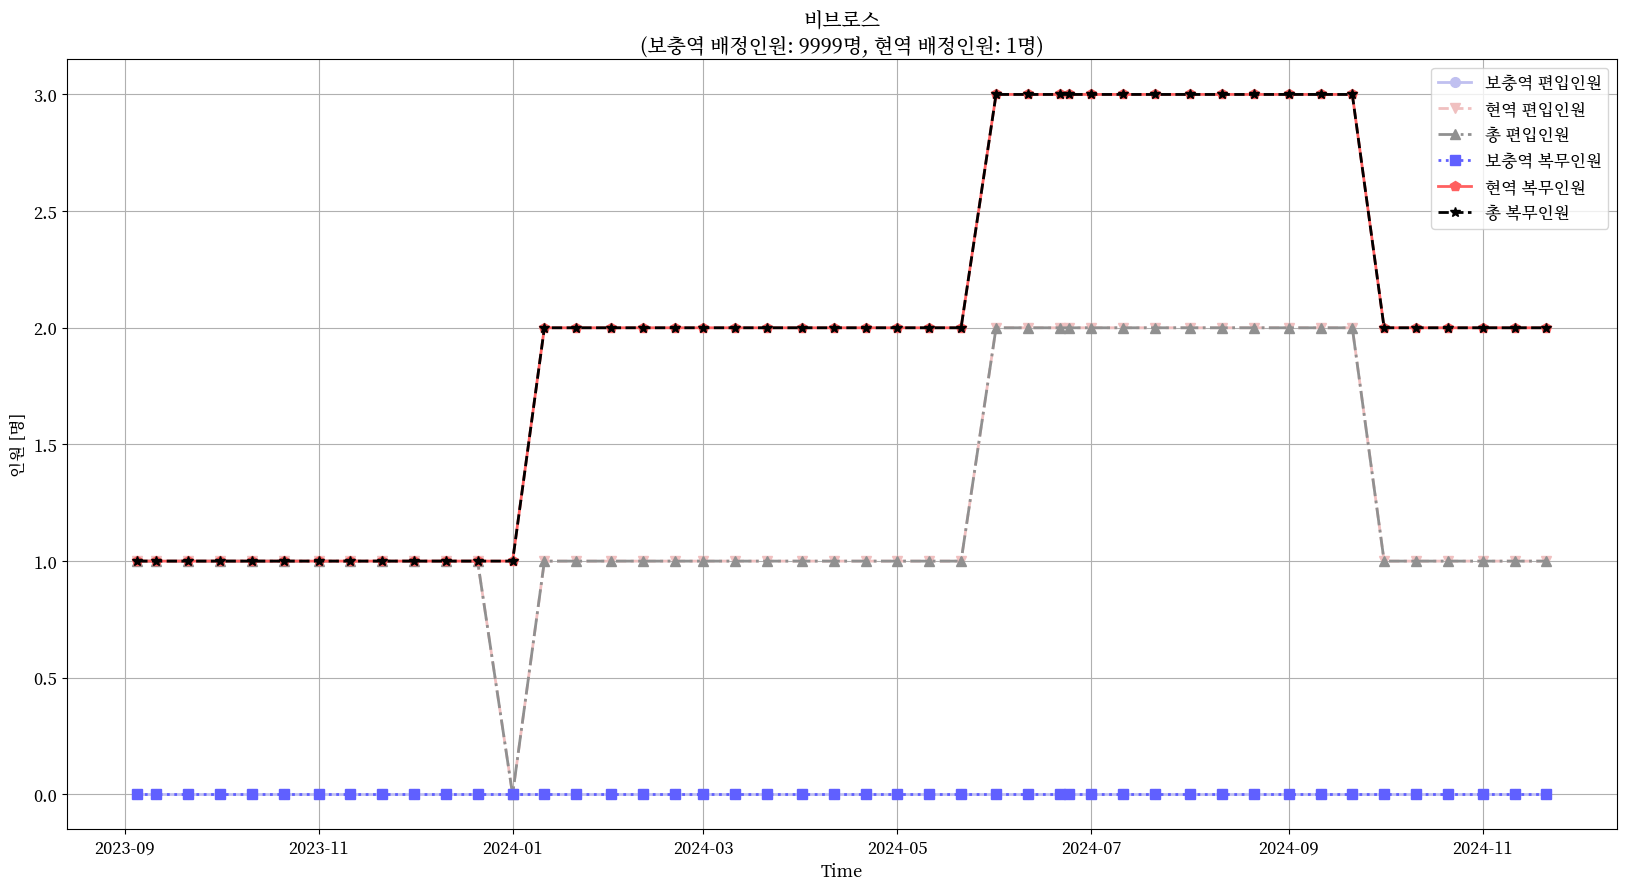 비브로스
(보충역 배정인원: 9999명, 현역 배정인원: 1명)
보충역 편입인원
현역 편입인원
총 편입인원
보충역 복무인원
현역 복무인원
총 복무인원
3.0
2.5
2.0
1.5
1.0
0.5
0.0
인원 [명]
2023-09 2023-11 2024-01 2024-03 2024-05 2024-07 2024-09 2024-11
Time